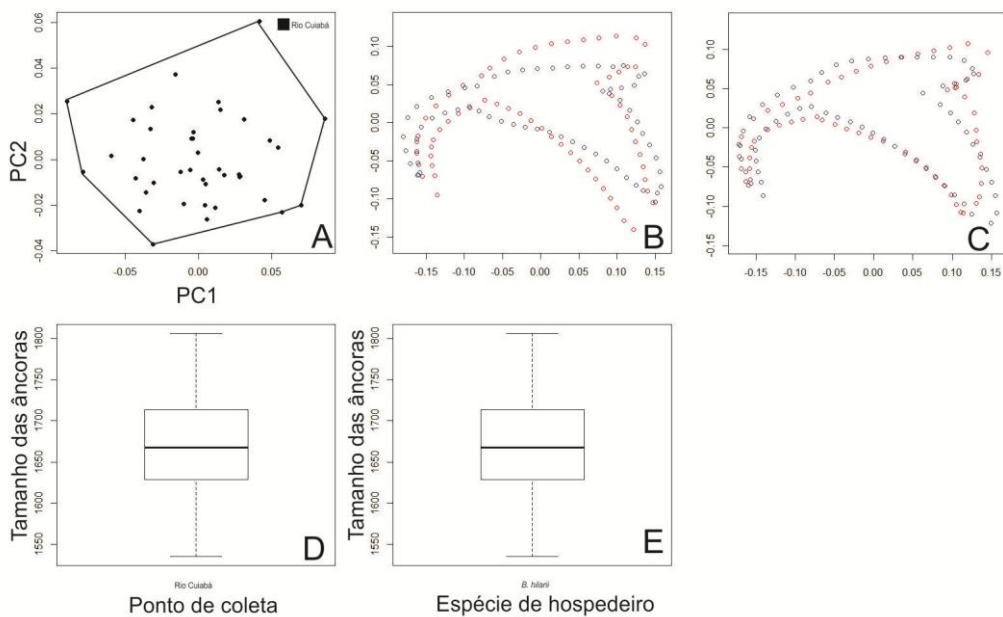 0.06
0.04
0.02
0.00
-0.02
-0.04
PC2
Rio Cuiabá
A
-0.05 0.00 0.05
PC1
0.10
0.05
0.00
-0.05
-0.10
-0.15
B
-0.15 -0.10 -0.05 0.00 0.05 0.10 0.15
0.10
0.05
0.00
-0.05
-0.10
-0.15
C
-0.15 -0.10 -0.05 0.00 0.05 0.10 0.15
Tamanho das âncoras
1800
1750
1700
1650
1600
1550
D
Rio Cuiabá
Ponto de coleta
Tamanho das âncoras
1800
1750
1700
1650
1600
1550
E
B. hilarii
Espécie de hospedeiro